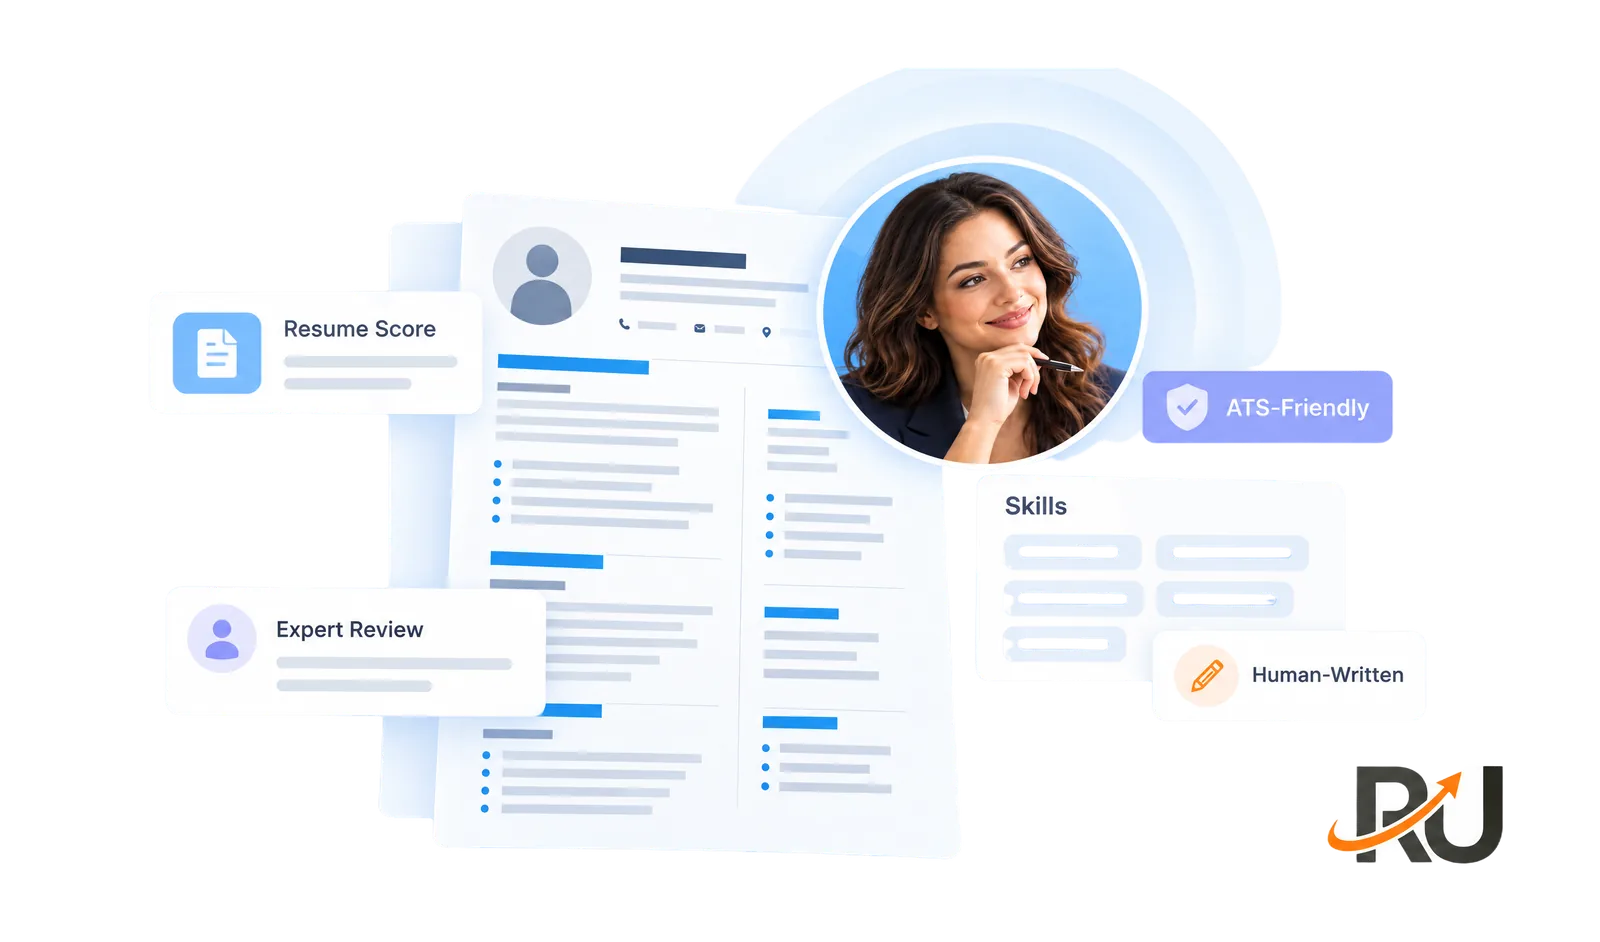 Resume Score
ATS-Friendly
Skills
Expert Review
Human-Written
RU